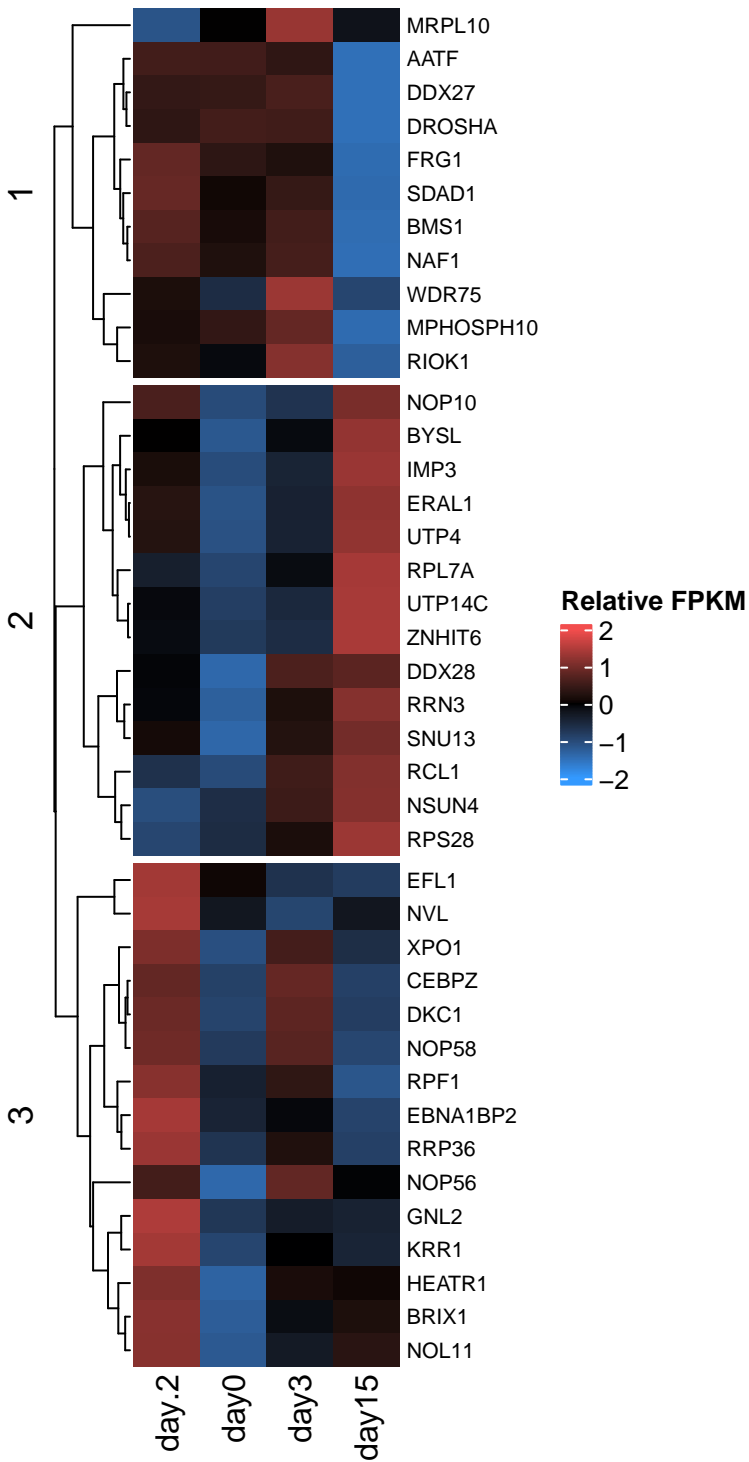 1
MRPL10
AATF
DDX27
DROSHA
FRG1
SDAD1
BMS1
NAF1
WDR75
MPHOSPH10
RIOK1
2
NOP10
BYSL
IMP3
ERAL1
UTP4
RPL7A
UTP14C
ZNHIT6
DDX28
RRN3
SNU13
RCL1
NSUN4
RPS28
3
EFL1
NVL
XPO1
CEBPZ
DKC1
NOP58
RPF1
EBNA1BP2
RRP36
NOP56
GNL2
KRR1
HEATR1
BRIX1
NOL11
day.2 day0 day3 day15
Relative FPKM
2
1
0
−1
−2